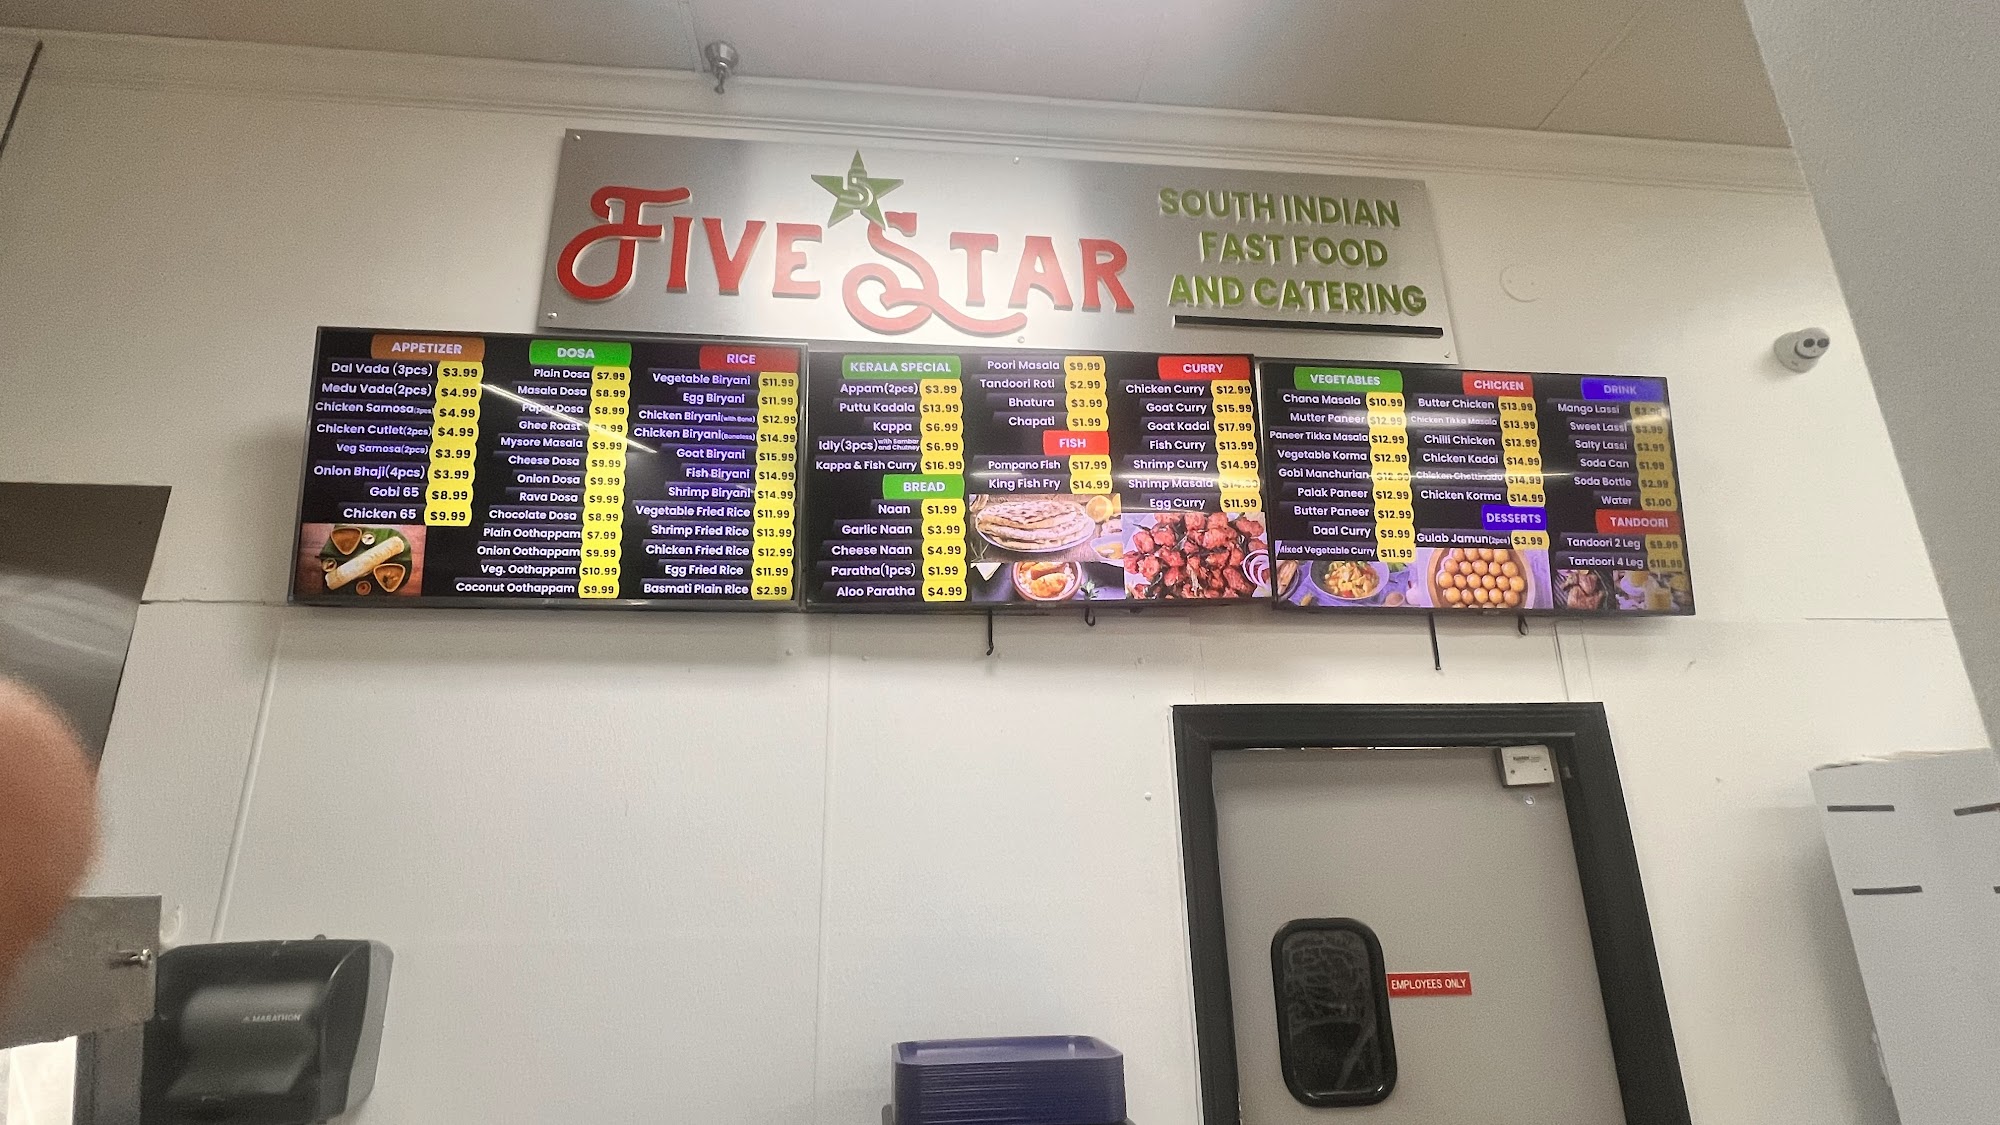 5
FIVE STAR
SOUTH INDIAN
FAST FOOD
AND CATERING
APPETIZER
Dal Vada (3pcs) $3.99
Medu Vada(2pcs) $4.99
Chicken Samosa(2pcs) $4.99
Chicken Cutlet(2pcs) $4.99
Veg Samosa(2pcs) $3.99
Onion Bhaji(4pcs) $3.99
Gobi 65 $8.99
Chicken 65 $9.99
DOSA
Plain Dosa $7.99
Masala Dosa $8.99
Paper Dosa $8.99
Ghee Roast
Mysore Masala $9.99
Cheese Dosa $9.99
Onion Dosa $9.99
Rava Dosa $9.99
Chocolate Dosa $8.99
Plain Oothappam $7.99
Onion Oothappam $9.99
Veg. Oothappam $10.99
Coconut Oothappam $9.99
RICE
Vegetable Biryani $11.99
Egg Biryani $11.99
Chicken Biryani(with Bone) $12.99
Chicken Biryani(Boneless) $14.99
Goat Biryani $15.99
Fish Biryani $14.99
Shrimp Biryani $14.99
Vegetable Fried Rice $11.99
Shrimp Fried Rice $13.99
Chicken Fried Rice $12.99
Egg Fried Rice $11.99
Basmati Plain Rice $2.99
KERALA SPECIAL
Appam(2pcs) $3.99
Puttu Kadala $13.99
Kappa $6.99
Idly(3pcs) with Sambar and Chutney $6.99
Kappa & Fish Curry $16.99
BREAD
Naan $1.99
Garlic Naan $3.99
Cheese Naan $4.99
Paratha(1pcs) $1.99
Aloo Paratha $4.99
Poori Masala $9.99
Tandoori Roti $2.99
Bhatura $3.99
Chapati $1.99
FISH
Pompano Fish $17.99
King Fish Fry $14.99
CURRY
Chicken Curry $12.99
Goat Curry $15.99
Goat Kadai $17.99
Fish Curry $13.99
Shrimp Curry $14.99
Shrimp Masala
Egg Curry $11.99
VEGETABLES
Chana Masala $10.99
Mutter Paneer $12.99
Paneer Tikka Masala $12.99
Vegetable Korma $12.99
Gobi Manchurian $12.99
Palak Paneer $12.99
Butter Paneer $12.99
Daal Curry $9.99
Mixed Vegetable Curry $11.99
CHICKEN
Butter Chicken $13.99
Chicken Tikka Masala $13.99
Chilli Chicken $13.99
Chicken Kadai $14.99
Chicken Chettinadu $14.99
Chicken Korma $14.99
DESSERTS
Gulab Jamun(2pcs) $3.99
DRINK
Mango Lassi $3.99
Sweet Lassi $3.99
Salty Lassi $3.99
Soda Can $1.99
Soda Bottle $2.99
Water $1.00
TANDOORI
Tandoori 2 Leg $9.99
Tandoori 4 Leg $18.99
EMPLOYEES ONLY
MARATHON